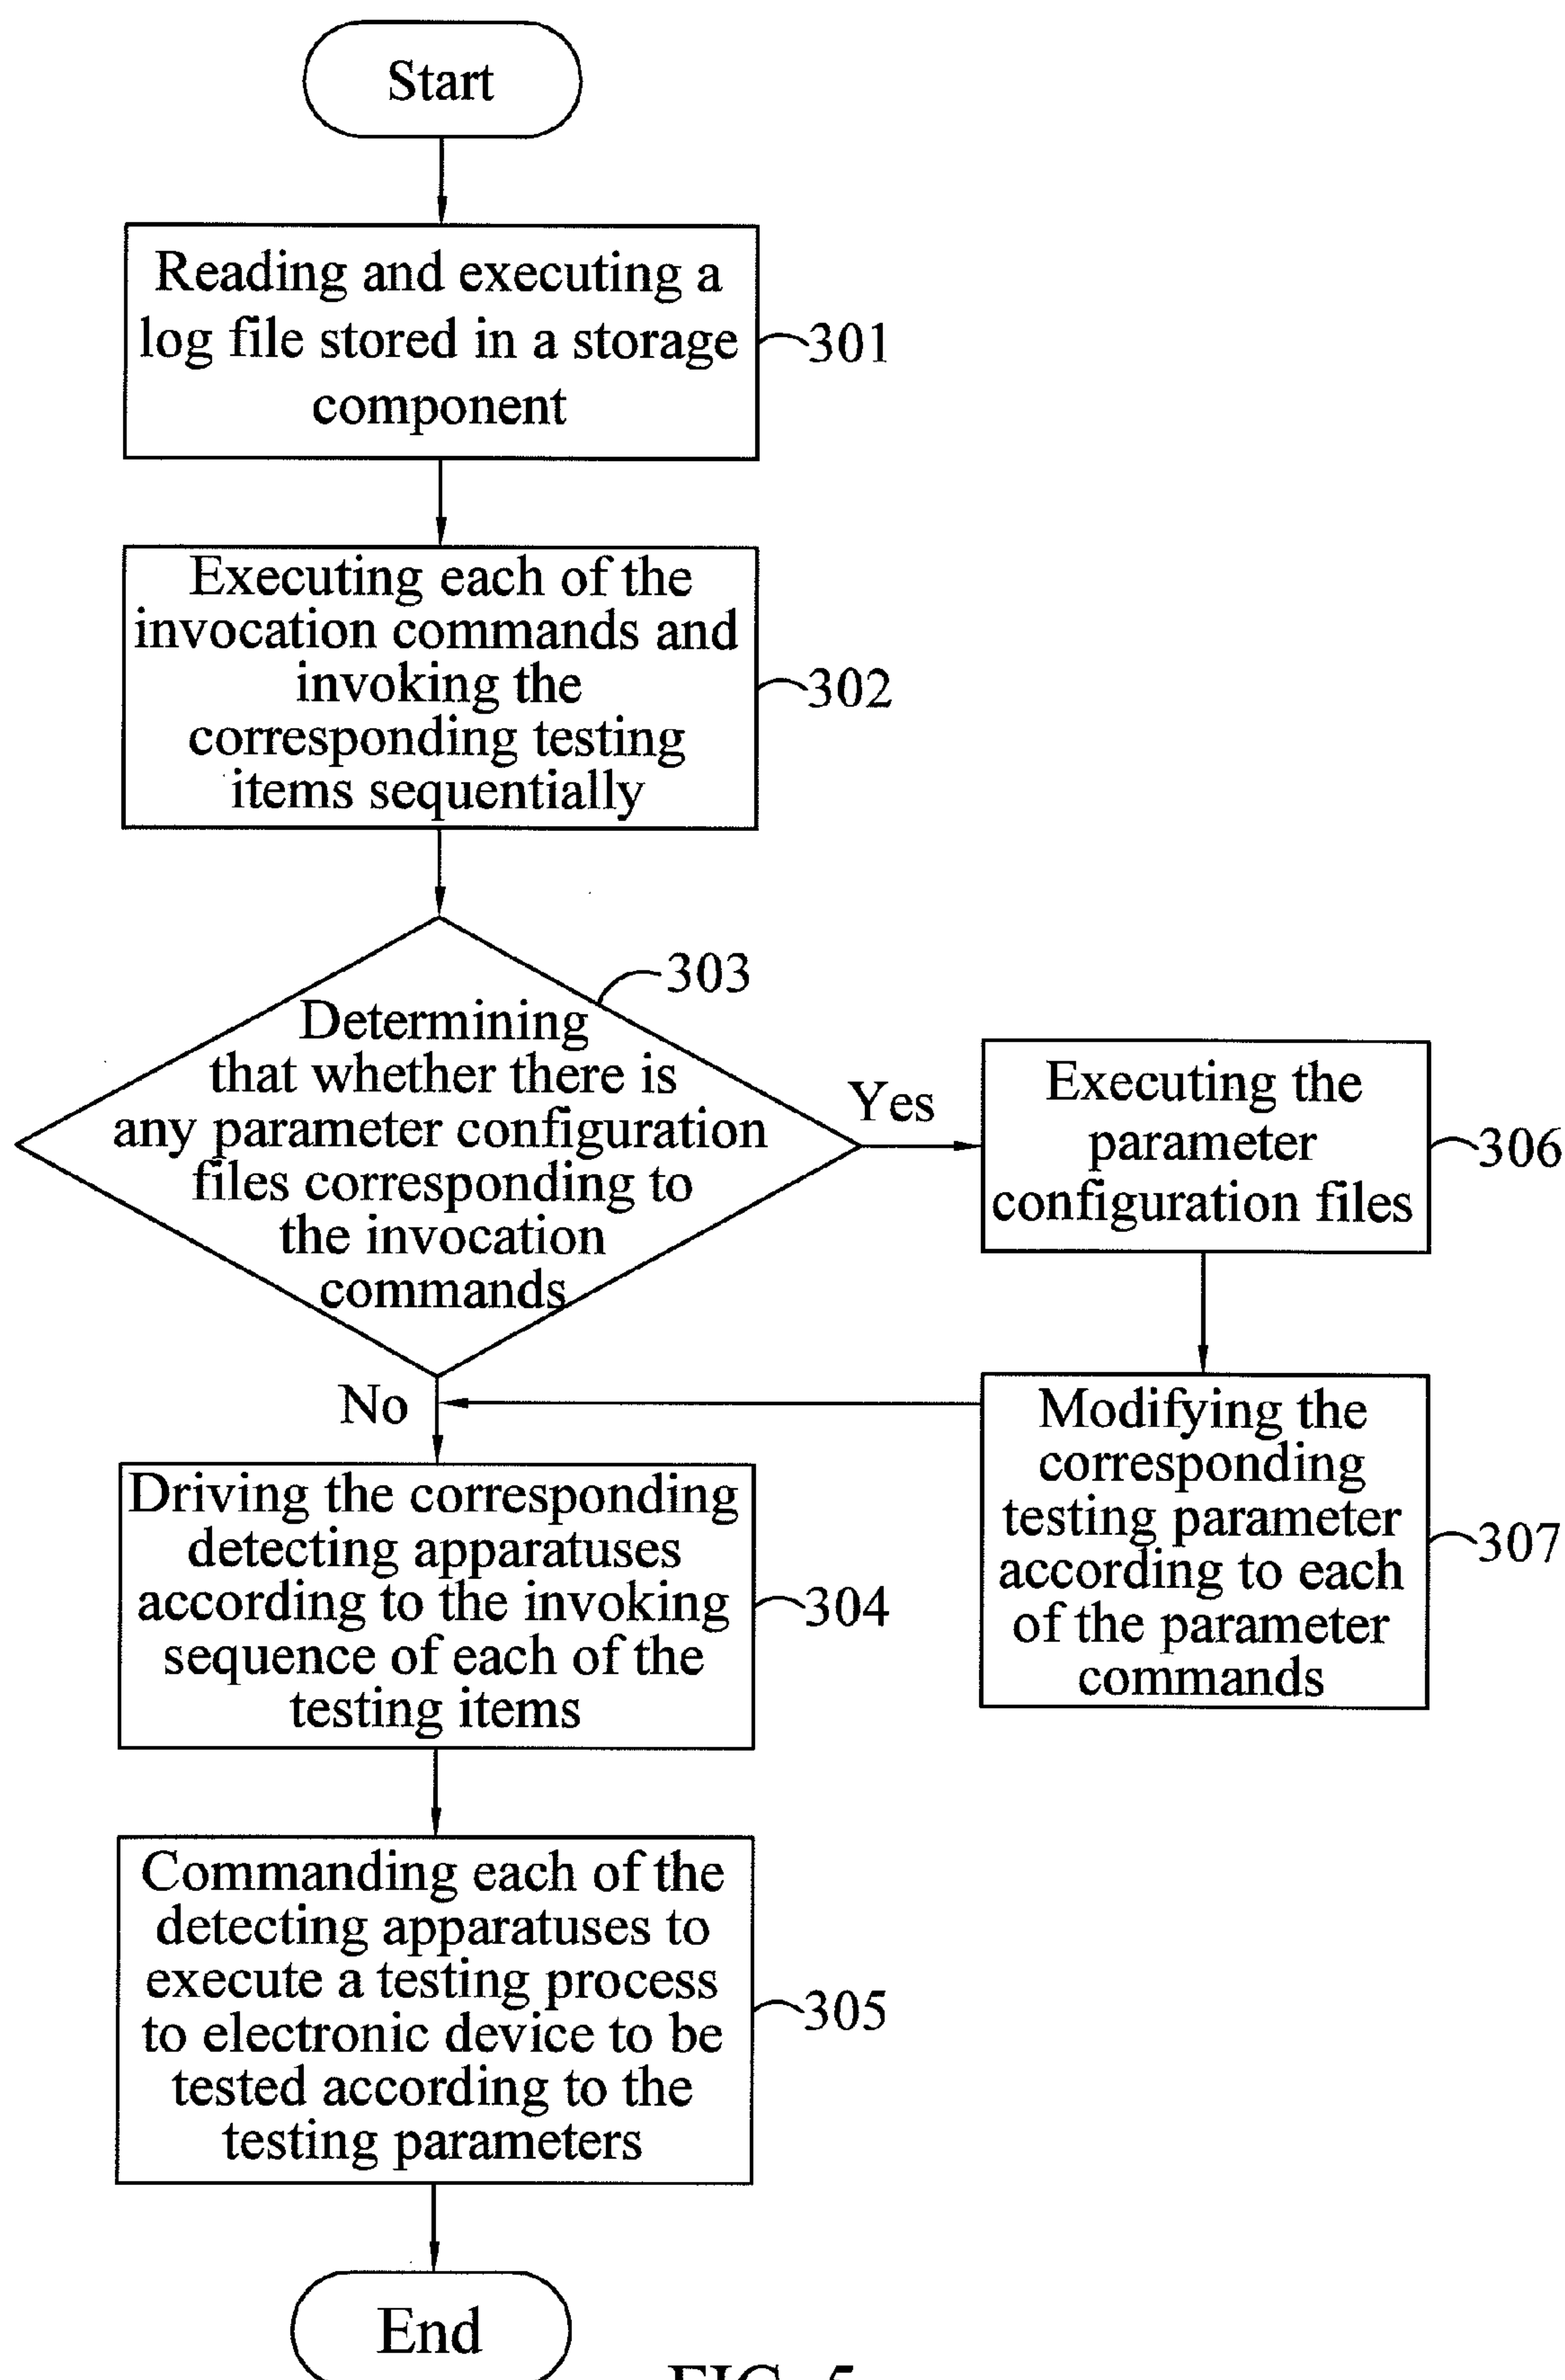 Start
Reading and executing a
log file stored in a storage
component
301
Executing each of the
invocation commands and
invoking the
corresponding testing
items sequentially
302
303
Determining
that whether there is
any parameter configuration
files corresponding to
the invocation
commands
Yes
Executing the
parameter
configuration files
306
No
Modifying the
corresponding
testing parameter
according to each
of the parameter
commands
307
Driving the corresponding
detecting apparatuses
according to the invoking
sequence of each of the
testing items
304
Commanding each of the
detecting apparatuses to
execute a testing process
to electronic device to be
tested according to the
testing parameters
305
End
FIG. 5